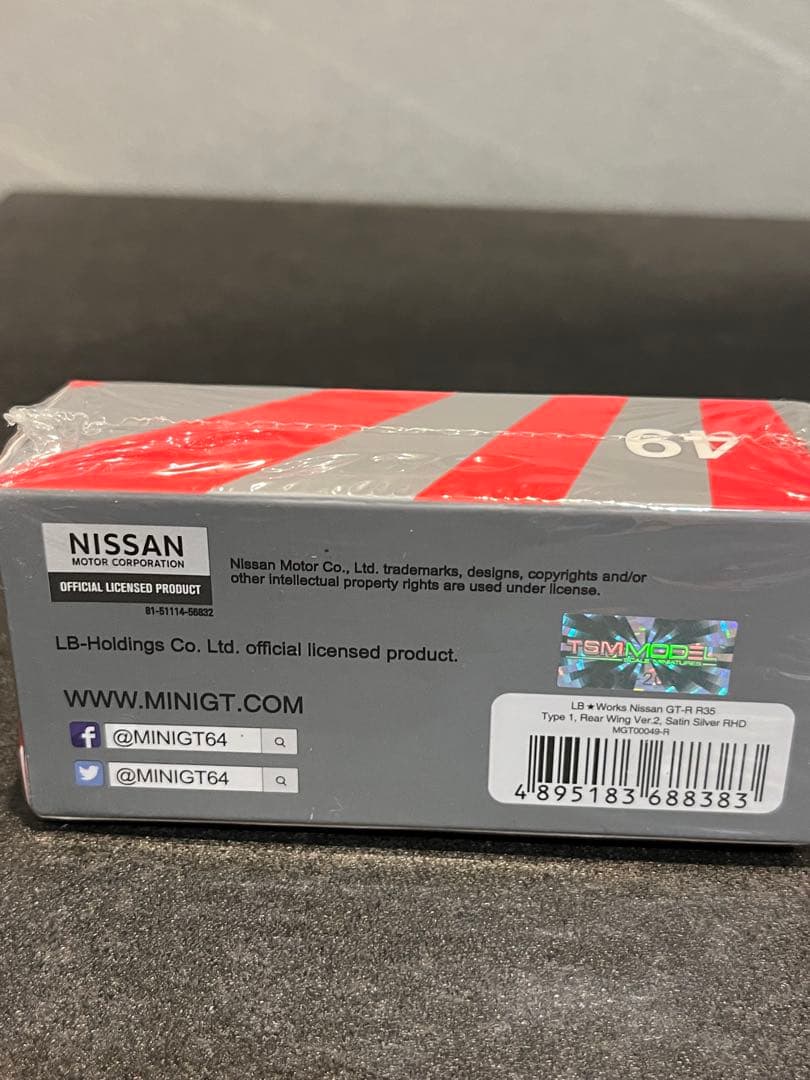 49
NISSAN
MOTOR CORPORATION
OFFICIAL LICENSED PRODUCT
81-51114-56832
Nissan Motor Co., Ltd. trademarks, designs, copyrights and/or
other intellectual property rights are used under license.
LB-Holdings Co. Ltd. official licensed product.
TSMMODEL
SCALE MINIATURES
WWW.MINIGT.COM
@MINIGT64
@MINIGT64
LB★Works Nissan GT-R R35
Type 1, Rear Wing Ver.2, Satin Silver RHD
MGT00049-R
4 895183 688383